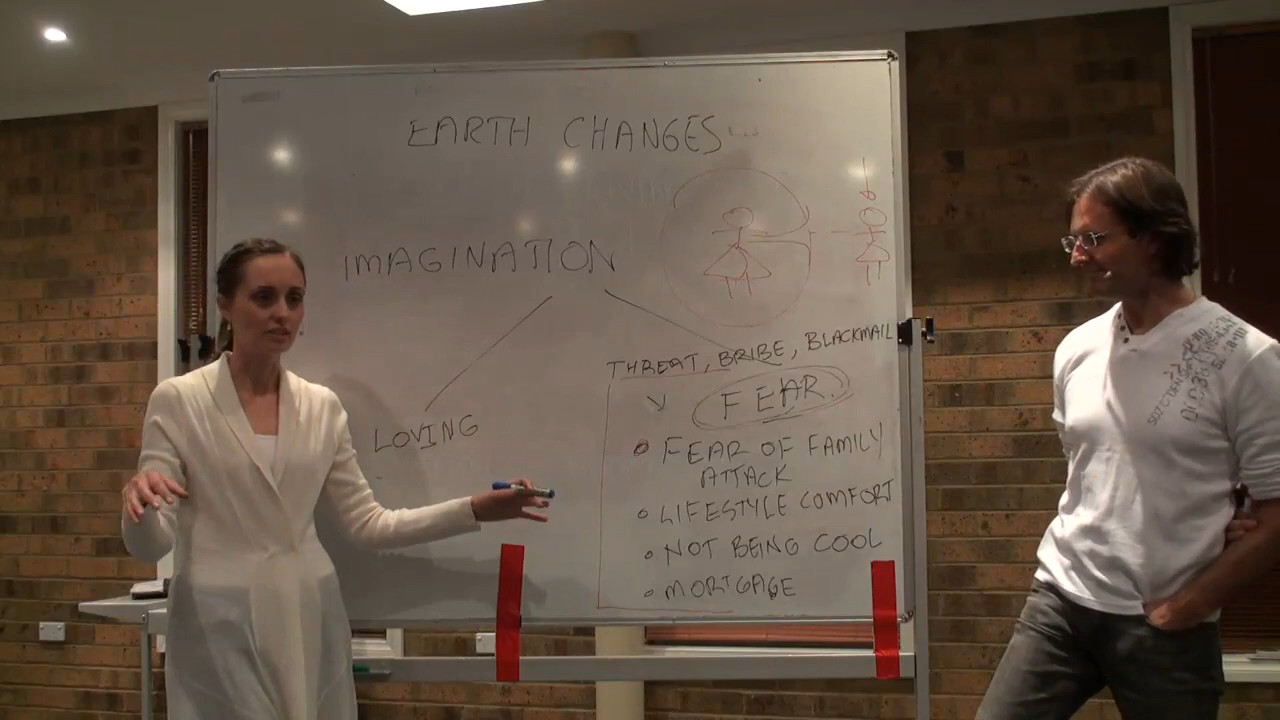 EARTH CHANGES...
IMAGINATION
LOVING
THREAT, BRIBE, BLACKMAIL
FEAR.
FEAR OF FAMILY
ATTACK
LIFESTYLE COMFORT
NOT BEING COOL
MORTGAGE